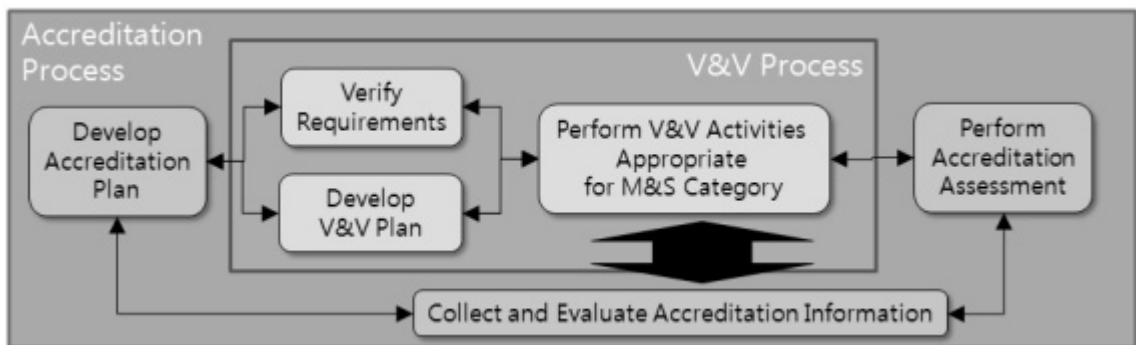 Accreditation
Process
V&V Process
Develop
Accreditation
Plan
Verify
Requirements
Develop
V&V Plan
Perform V&V Activities
Appropriate
for M&S Category
Perform
Accreditation
Assessment
Collect and Evaluate Accreditation Information